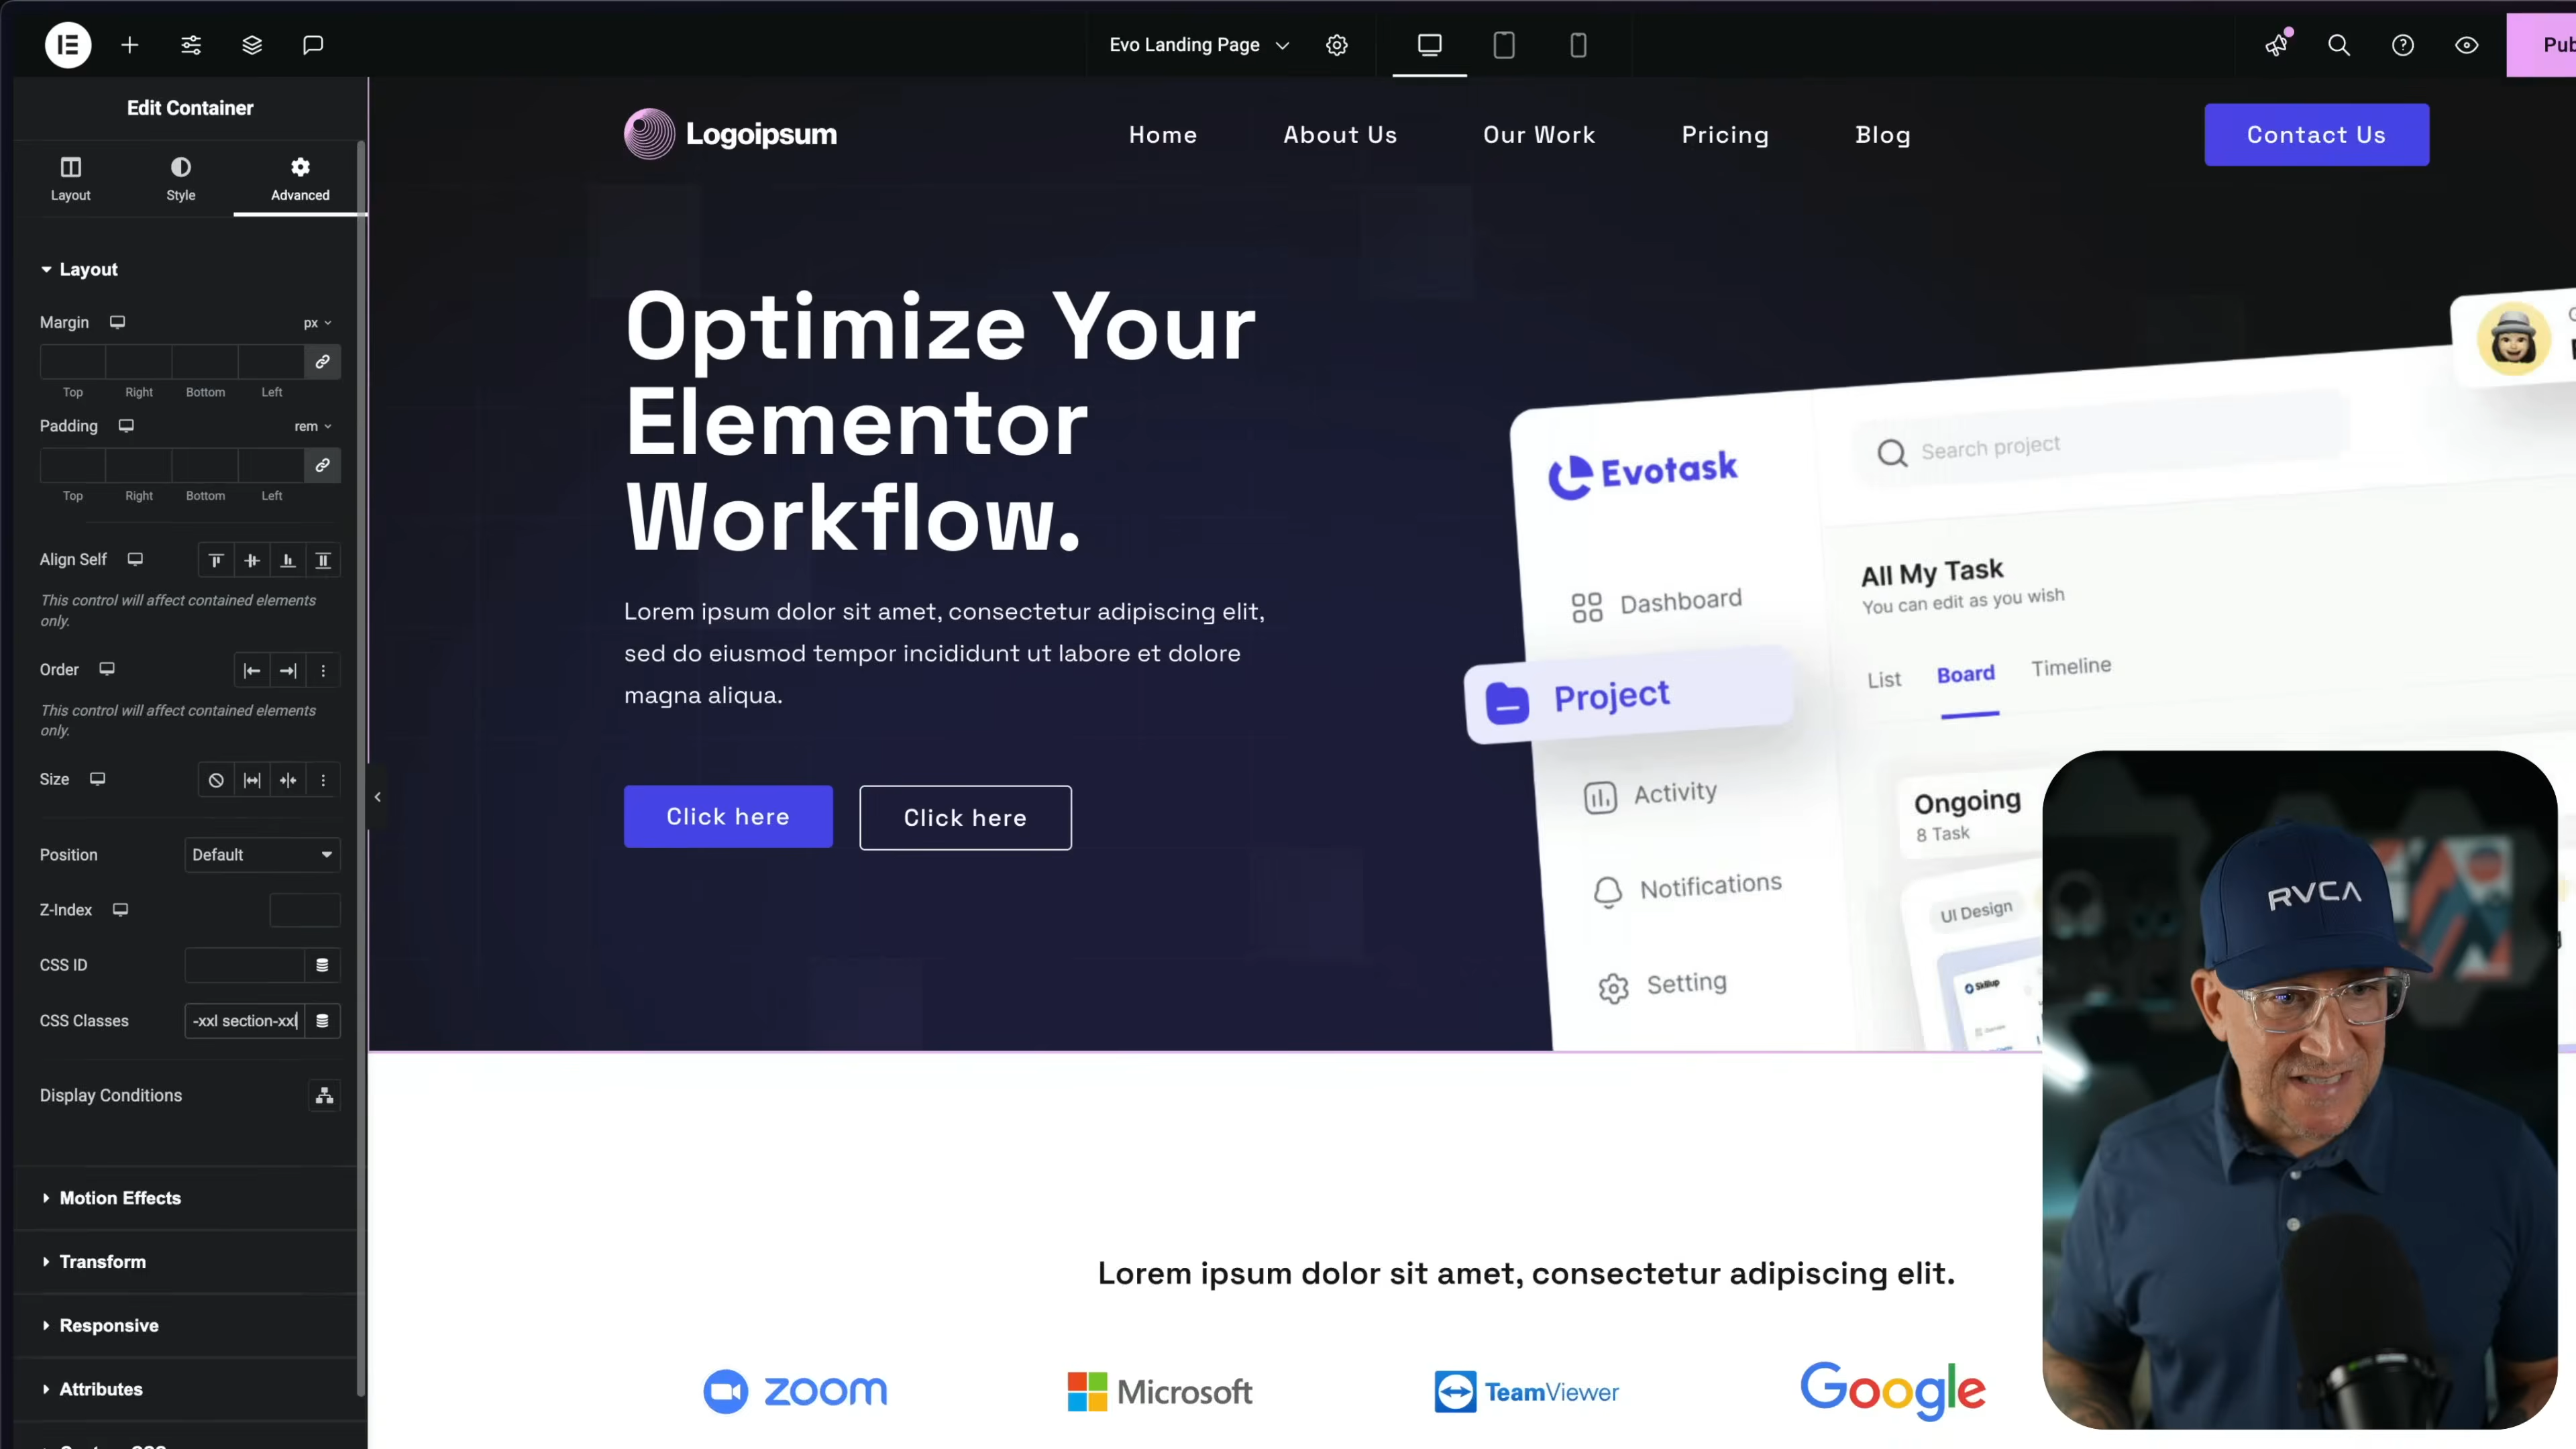 Evo Landing Page
Edit Container
Layout
Style
Advanced
Layout
Margin
px
Top
Right
Bottom
Left
Padding
rem
Top
Right
Bottom
Left
Align Self
This control will affect contained elements
only.
Order
This control will affect contained elements
only.
Size
Position
Default
Z-Index
CSS ID
CSS Classes
-xxl section-xxl
Display Conditions
Motion Effects
Transform
Responsive
Attributes
Logoipsum
Home
About Us
Our Work
Pricing
Blog
Contact Us
Optimize Your
Elementor
Workflow.
Lorem ipsum dolor sit amet, consectetur adipiscing elit,
sed do eiusmod tempor incididunt ut labore et dolore
magna aliqua.
Click here
Click here
Evotask
Search project
Dashboard
Project
Activity
Notifications
Setting
All My Task
You can edit as you wish
List
Board
Timeline
Ongoing
8 Task
UI Design
Skillup
RVCA
Lorem ipsum dolor sit amet, consectetur adipiscing elit.
zoom
Microsoft
TeamViewer
Google